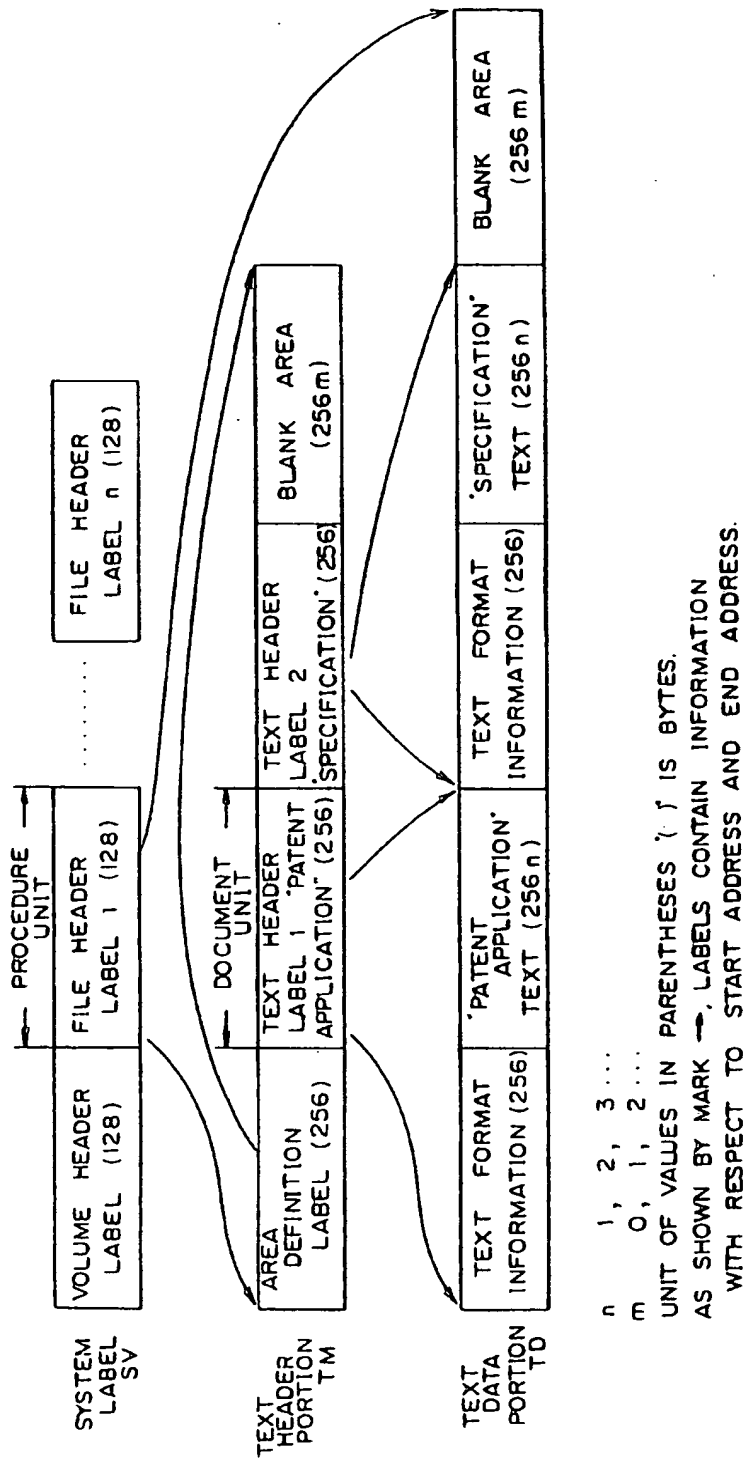 SYSTEM
LABEL
SV
VOLUME HEADER
LABEL (128)
PROCEDURE
UNIT
FILE HEADER
LABEL 1 (128)
........
FILE HEADER
LABEL n (128)
TEXT
HEADER
PORTION
TM
AREA
DEFINITION
LABEL (256)
DOCUMENT
UNIT
TEXT HEADER
LABEL 1 "PATENT
APPLICATION" (256)
TEXT HEADER
LABEL 2
"SPECIFICATION" (256)
BLANK AREA
(256m)
TEXT
DATA
PORTION
TD
TEXT FORMAT
INFORMATION (256)
"PATENT
APPLICATION"
TEXT (256n)
TEXT FORMAT
INFORMATION (256)
"SPECIFICATION"
TEXT (256n)
BLANK AREA
(256m)
n 1, 2, 3 ...
m 0, 1, 2 ...
UNIT OF VALUES IN PARENTHESES "( )" IS BYTES.
AS SHOWN BY MARK →, LABELS CONTAIN INFORMATION
WITH RESPECT TO START ADDRESS AND END ADDRESS.